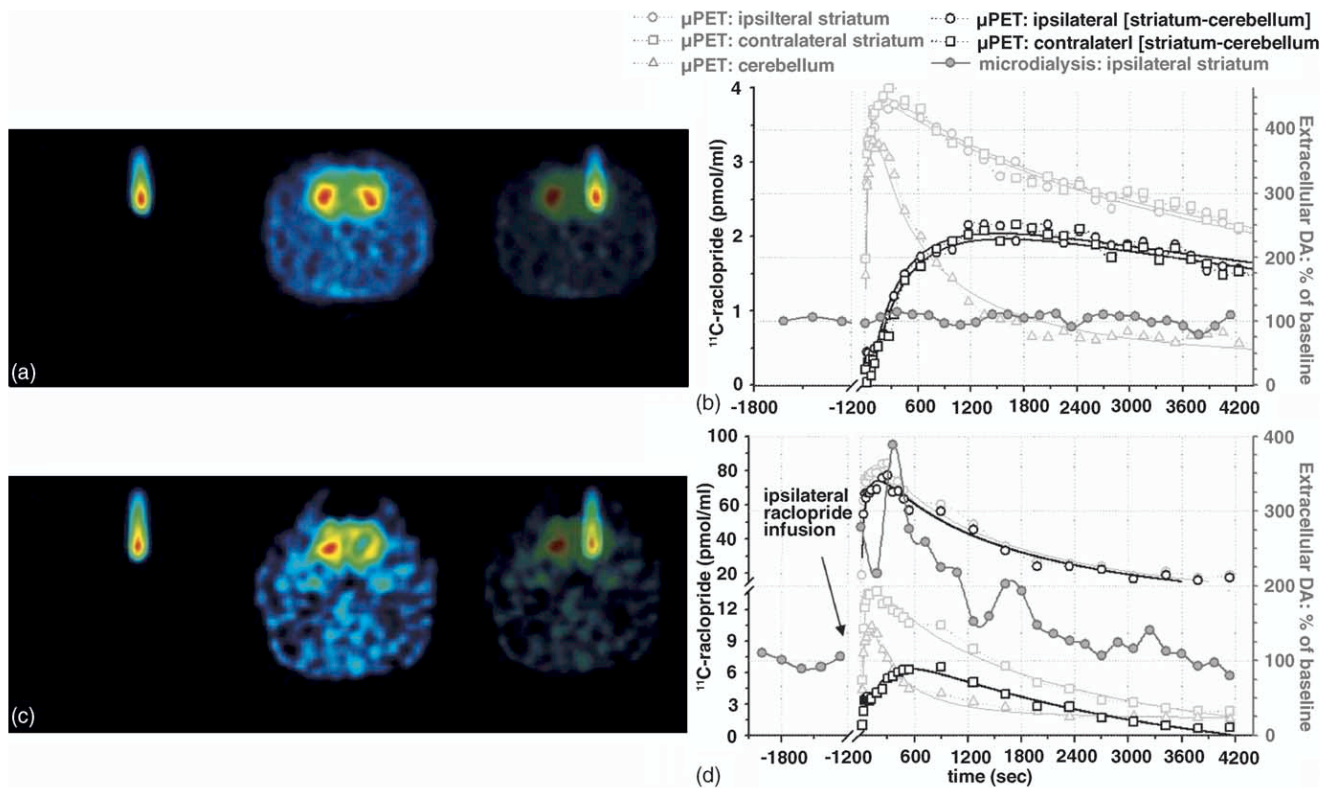 µPET: ipsilteral striatum
µPET: contralateral striatum
µPET: cerebellum
µPET: ipsilateral [striatum-cerebellum]
µPET: contralaterl [striatum-cerebellum
microdialysis: ipsilateral striatum
(a)
(b)
¹¹C-raclopride (pmol/ml)
4
3
2
1
0
Extracellular DA: % of baseline
400
300
200
100
0
-1800 -1200 600 1200 1800 2400 3000 3600 4200
(c)
(d)
¹¹C-raclopride (pmol/ml)
100
80
60
40
20
12
9
6
3
0
ipsilateral
raclopride
infusion
Extracellular DA: % of baseline
400
300
200
100
0
-1800 -1200 600 1200 1800 2400 3000 3600 4200
time (sec)